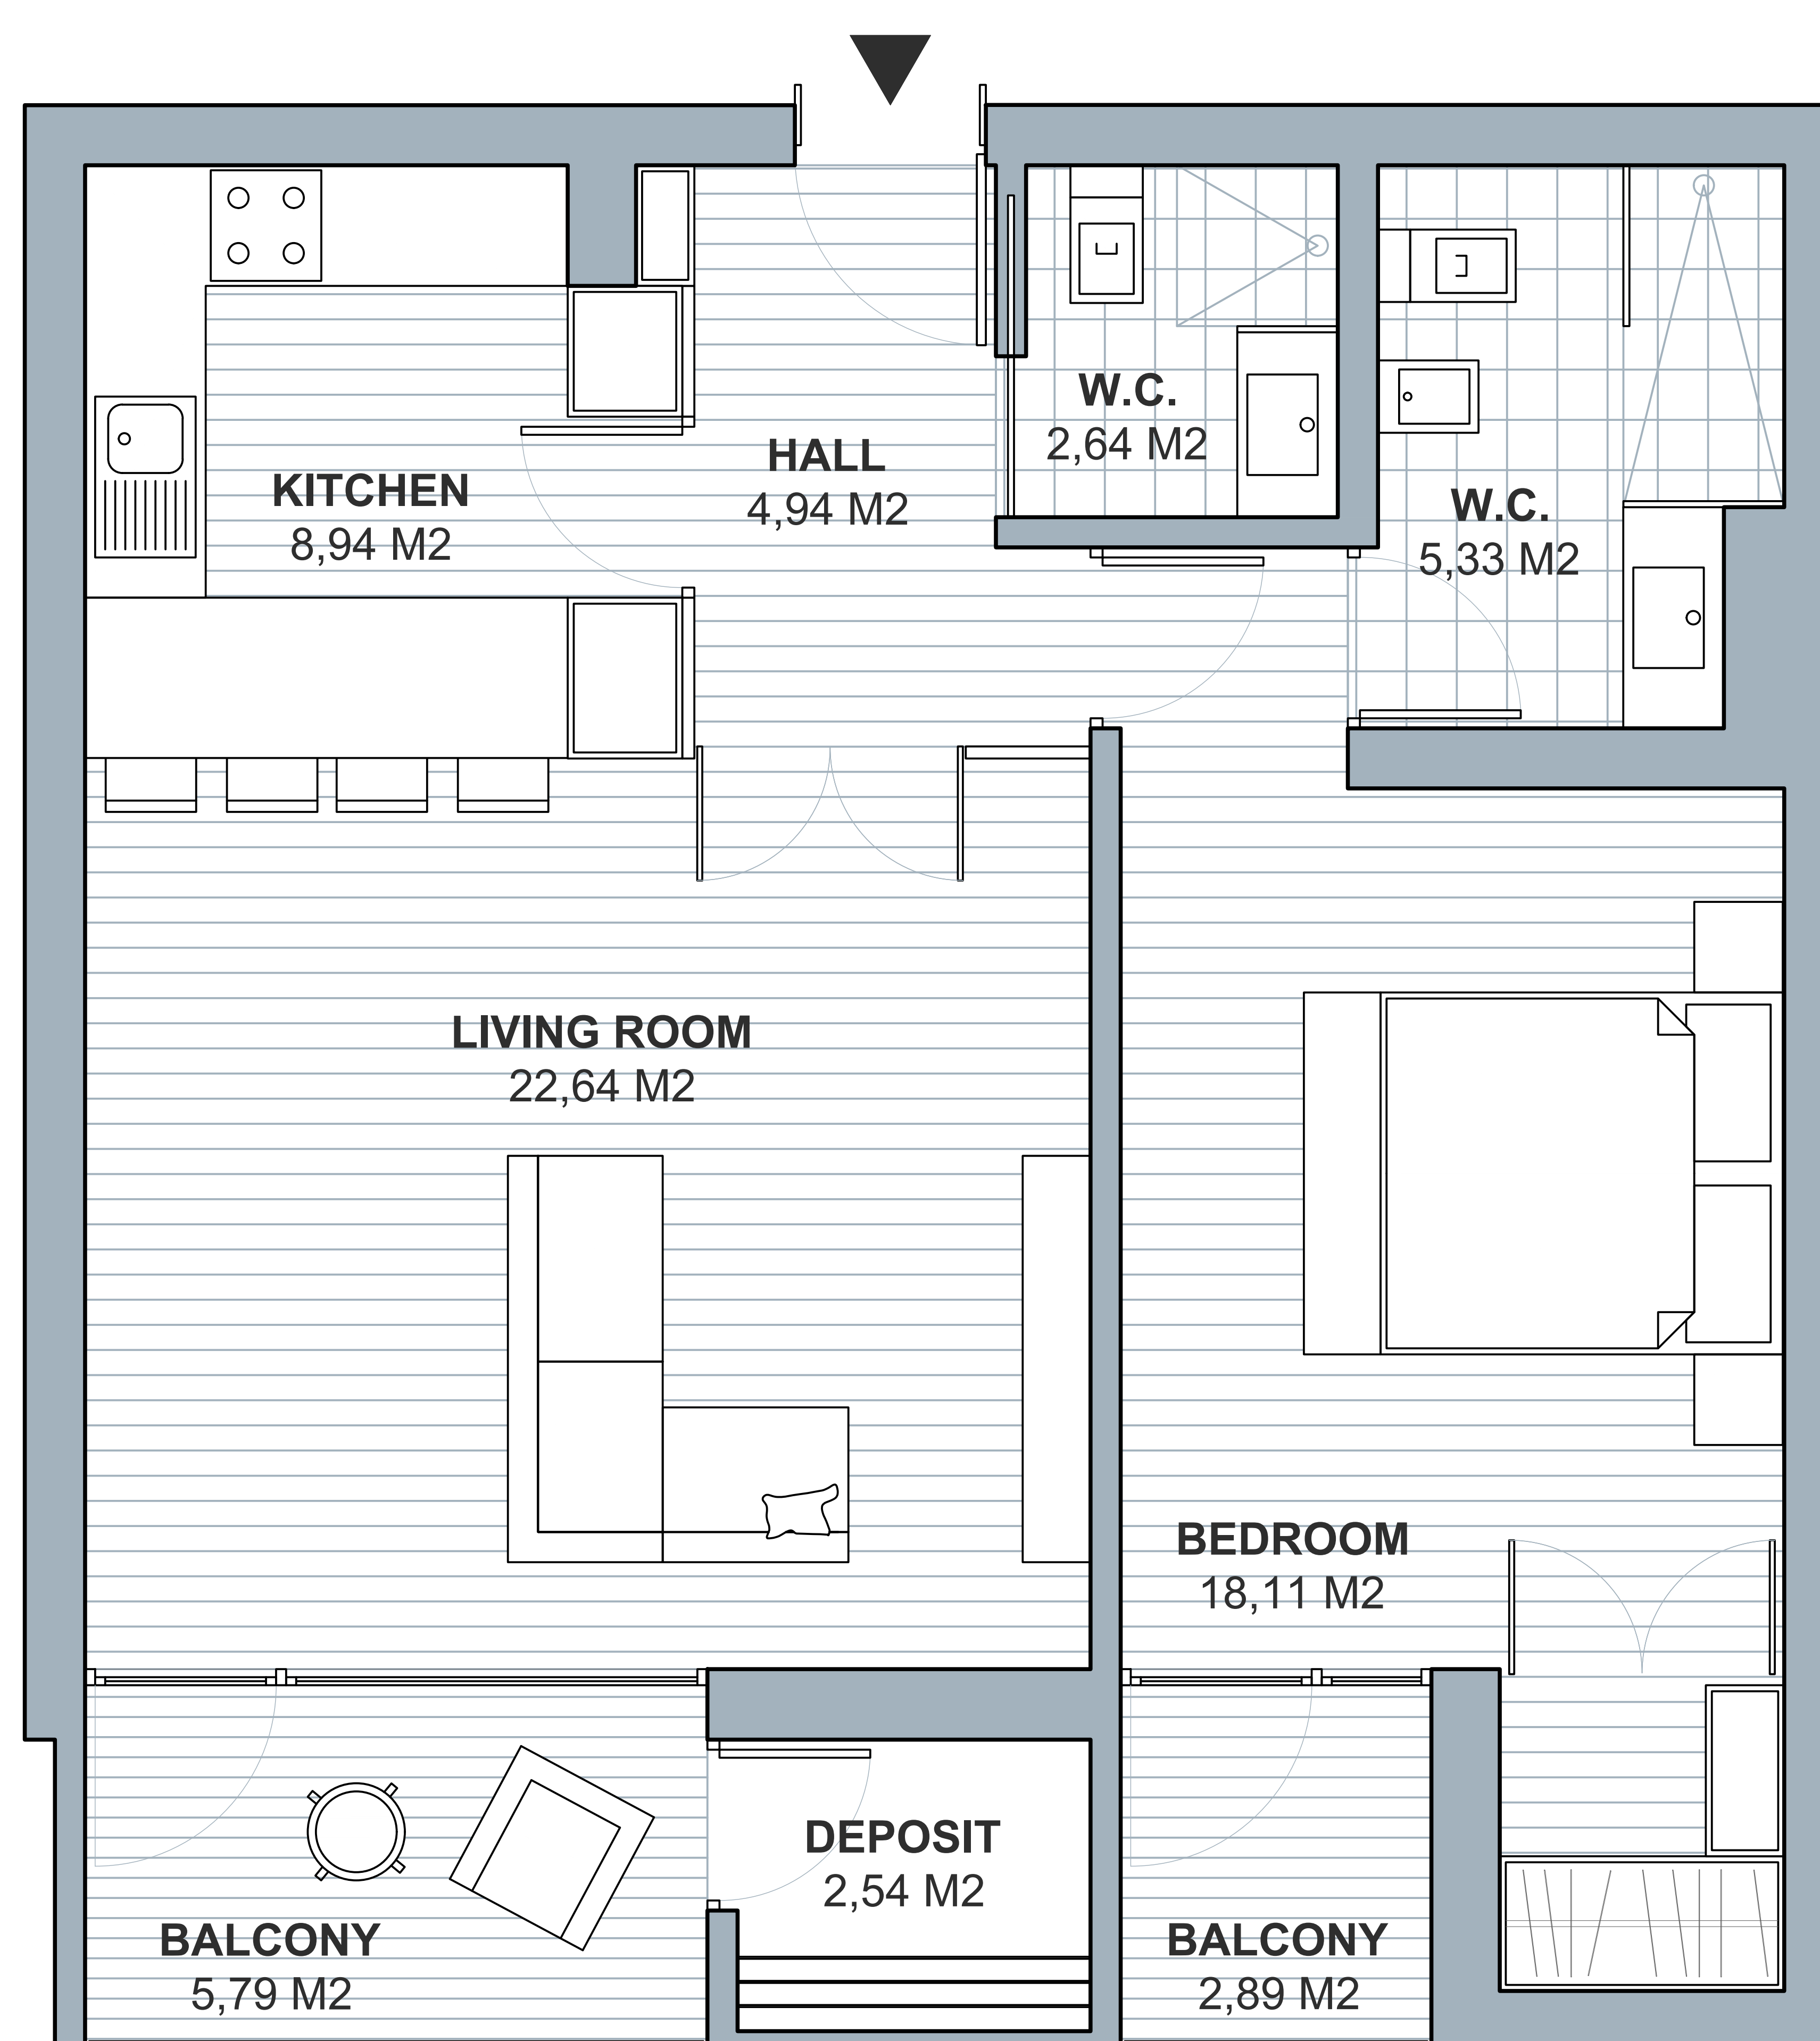 W.C.
2,64 M2
HALL
4,94 M2
KITCHEN
8,94 M2
W.C.
5,33 M2
LIVING ROOM
22,64 M2
BEDROOM
18,11 M2
DEPOSIT
2,54 M2
BALCONY
5,79 M2
BALCONY
2,89 M2